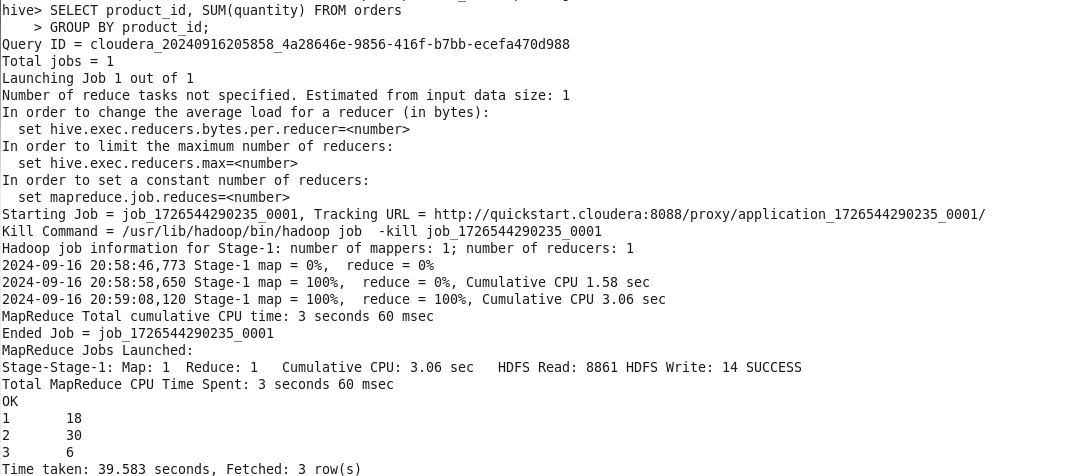 hive> SELECT product_id, SUM(quantity) FROM orders
    > GROUP BY product_id;
Query ID = cloudera_20240916205858_4a28646e-9856-416f-b7bb-ecefa470d988
Total jobs = 1
Launching Job 1 out of 1
Number of reduce tasks not specified. Estimated from input data size: 1
In order to change the average load for a reducer (in bytes):
  set hive.exec.reducers.bytes.per.reducer=<number>
In order to limit the maximum number of reducers:
  set hive.exec.reducers.max=<number>
In order to set a constant number of reducers:
  set mapreduce.job.reduces=<number>
Starting Job = job_1726544290235_0001, Tracking URL = http://quickstart.cloudera:8088/proxy/application_1726544290235_0001/
Kill Command = /usr/lib/hadoop/bin/hadoop job  -kill job_1726544290235_0001
Hadoop job information for Stage-1: number of mappers: 1; number of reducers: 1
2024-09-16 20:58:46,773 Stage-1 map = 0%,  reduce = 0%
2024-09-16 20:58:58,650 Stage-1 map = 100%,  reduce = 0%, Cumulative CPU 1.58 sec
2024-09-16 20:59:08,120 Stage-1 map = 100%,  reduce = 100%, Cumulative CPU 3.06 sec
MapReduce Total cumulative CPU time: 3 seconds 60 msec
Ended Job = job_1726544290235_0001
MapReduce Jobs Launched:
Stage-Stage-1: Map: 1  Reduce: 1   Cumulative CPU: 3.06 sec   HDFS Read: 8861 HDFS Write: 14 SUCCESS
Total MapReduce CPU Time Spent: 3 seconds 60 msec
OK
1	18
2	30
3	6
Time taken: 39.583 seconds, Fetched: 3 row(s)